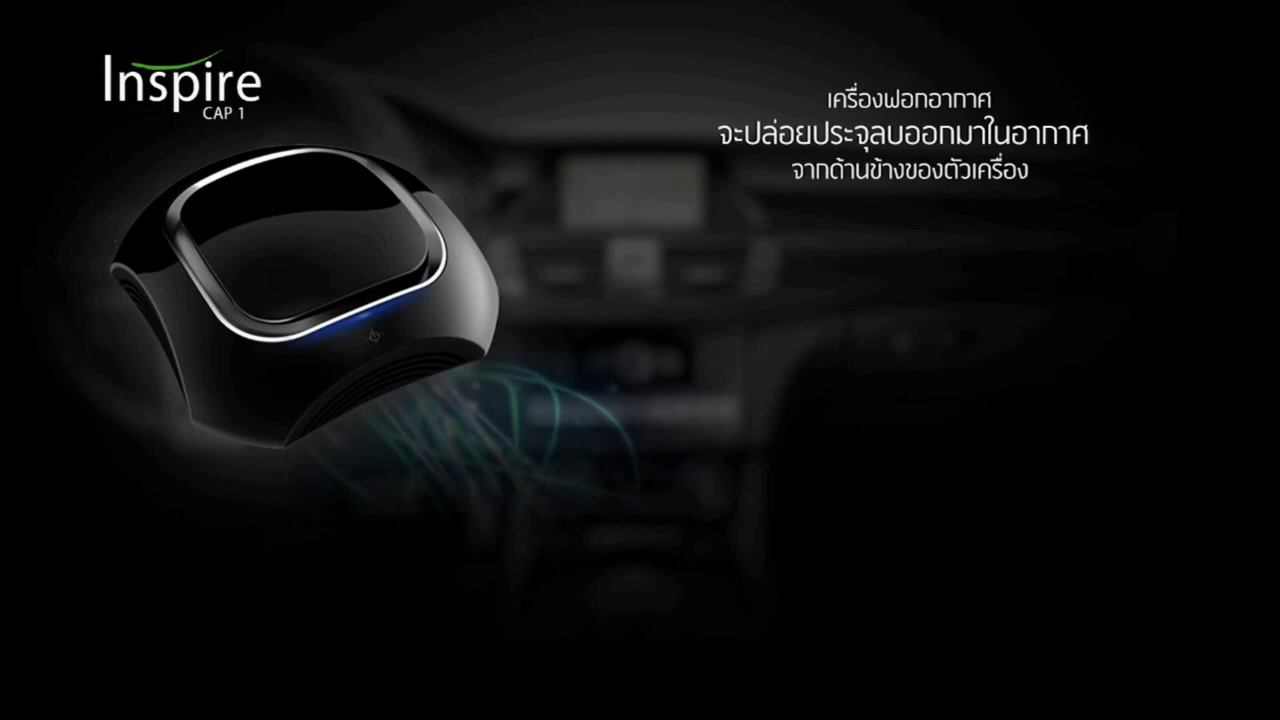 Inspire
CAP 1
เครื่องฟอกอากาศ
จะปล่อยประจุลบออกมาในอากาศ
จากด้านข้างของตัวเครื่อง